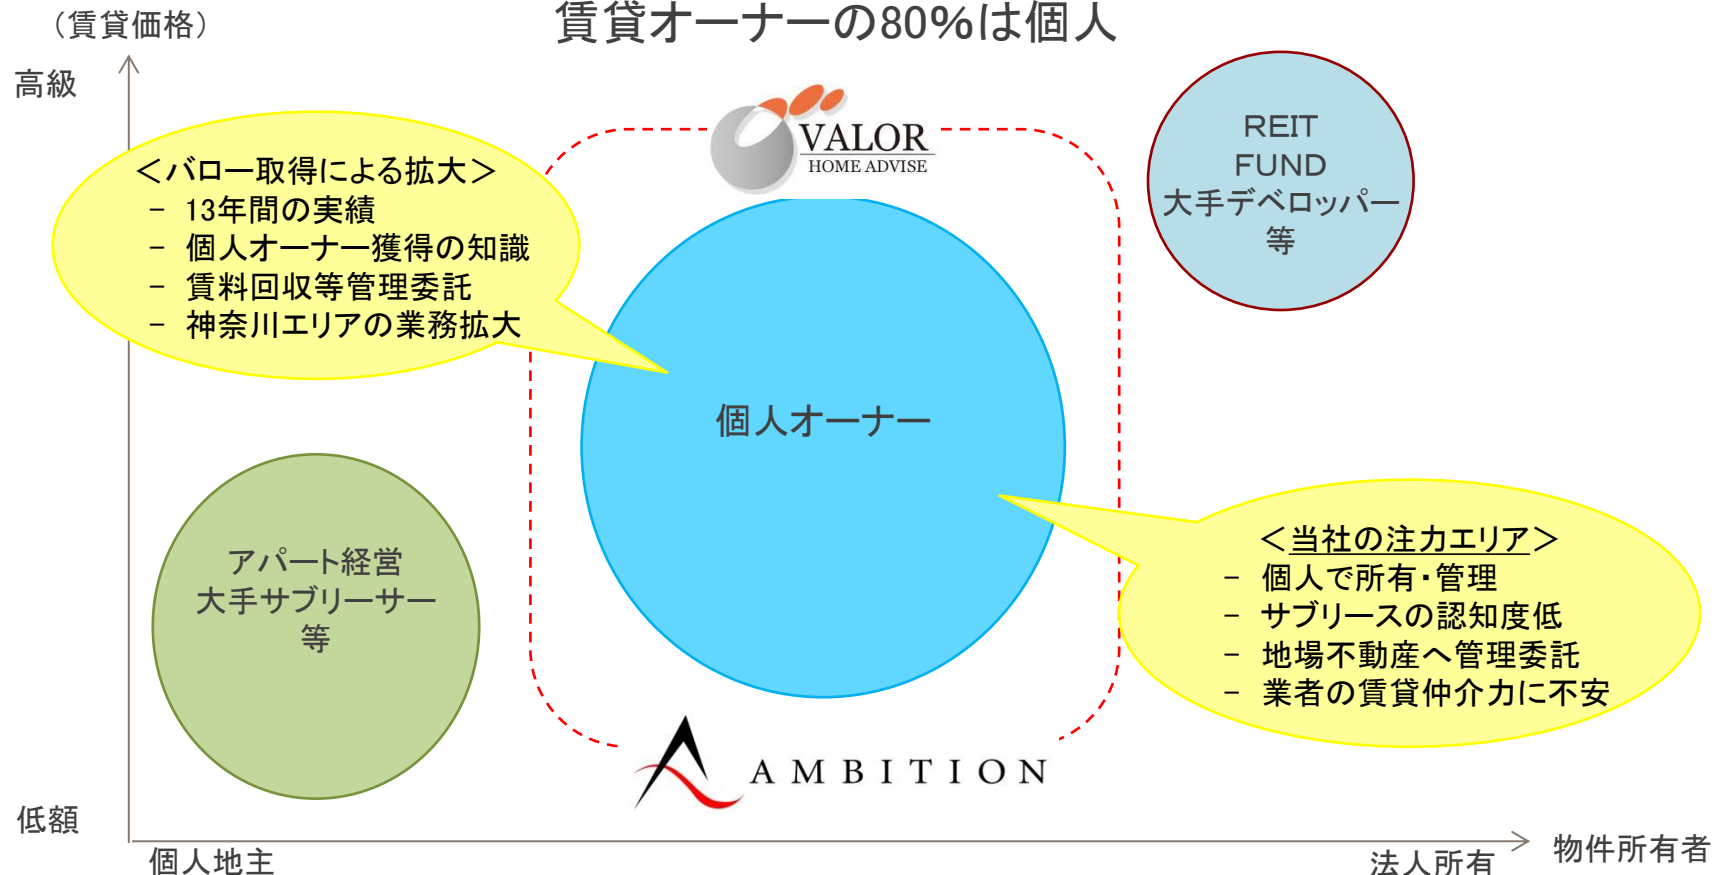 賃貸オーナーの80%は個人
（賃貸価格）
高級
VALOR
HOME ADVISE
REIT
FUND
大手デベロッパー
等
＜バロー取得による拡大＞
－ 13年間の実績
－ 個人オーナー獲得の知識
－ 賃料回収等管理委託
－ 神奈川エリアの業務拡大
個人オーナー
アパート経営
大手サブリーサー
等
＜当社の注力エリア＞
－ 個人で所有・管理
－ サブリースの認知度低
－ 地場不動産へ管理委託
－ 業者の賃貸仲介力に不安
AMBITION
低額
個人地主
法人所有
物件所有者